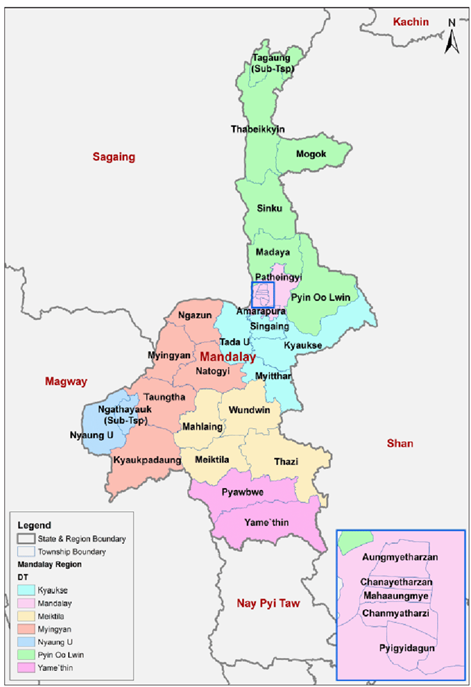 Kachin
N
Tagaung
(Sub-Tsp)
Thabeikkyin
Mogok
Sagaing
Sinku
Madaya
Patheingyi
Pyin Oo Lwin
Amarapura
Ngazun
Singaing
Tada U
Kyaukse
Myingyan
Mandalay
Natogyi
Myitthar
Magway
Taungtha
Ngathayauk
(Sub-Tsp)
Wundwin
Nyaung U
Mahlaing
Shan
Kyaukpadaung
Meiktila
Thazi
Pyawbwe
Yame`thin
Nay Pyi Taw
Legend
State & Region Boundary
Township Boundary
Mandalay Region
DT
Kyaukse
Mandalay
Meiktila
Myingyan
Nyaung U
Pyin Oo Lwin
Yame`thin
Aungmyetharzan
Chanayetharzan
Mahaaungmye
Chanmyatharzi
Pyigyidagun